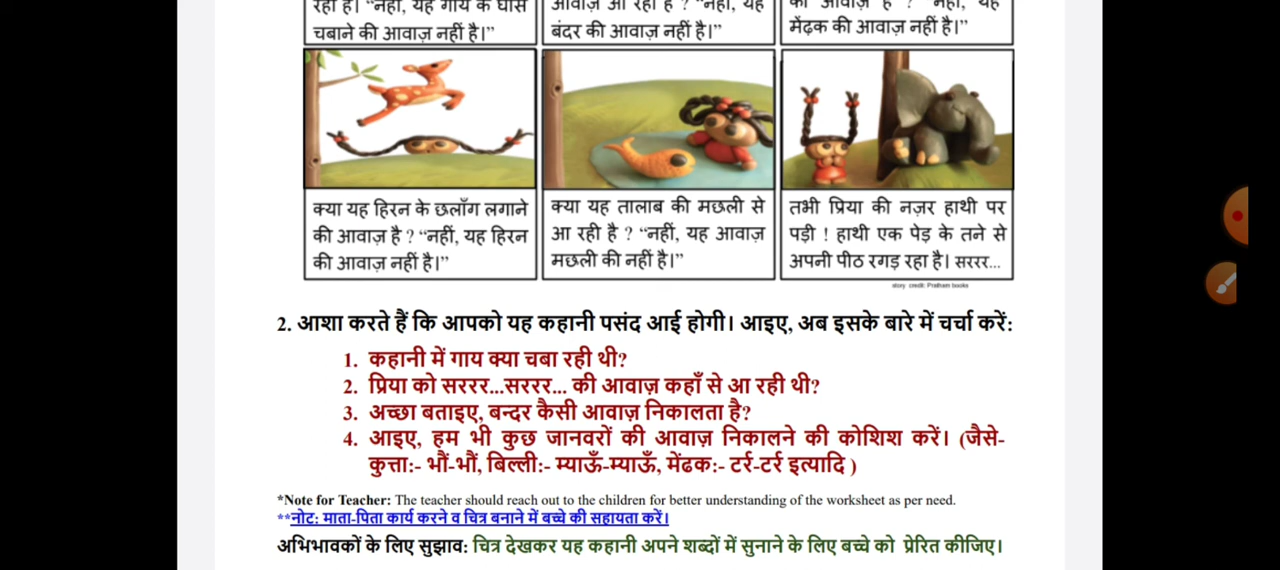 चबाने की आवाज़ नहीं है।”
बंदर की आवाज़ नहीं है।”
मेंढ़क की आवाज़ नहीं है।”
क्या यह हिरन के छलाँग लगाने
की आवाज़ है ? “नहीं, यह हिरन
की आवाज़ नहीं है।”
क्या यह तालाब की मछली से
आ रही है ? “नहीं, यह आवाज़
मछली की नहीं है।”
तभी प्रिया की नज़र हाथी पर
पड़ी ! हाथी एक पेड़ के तने से
अपनी पीठ रगड़ रहा है। सररर...
story credit: Pratham books
2. आशा करते हैं कि आपको यह कहानी पसंद आई होगी। आइए, अब इसके बारे में चर्चा करें:
1. कहानी में गाय क्या चबा रही थी?
2. प्रिया को सररर...सररर... की आवाज़ कहाँ से आ रही थी?
3. अच्छा बताइए, बन्दर कैसी आवाज़ निकालता है?
4. आइए, हम भी कुछ जानवरों की आवाज़ निकालने की कोशिश करें। (जैसे-
कुत्ता:- भौं-भौं, बिल्ली:- म्याऊँ-म्याऊँ, मेंढक:- टर्र-टर्र इत्यादि )
*Note for Teacher: The teacher should reach out to the children for better understanding of the worksheet as per need.
**नोट: माता-पिता कार्य करने व चित्र बनाने में बच्चे की सहायता करें।
अभिभावकों के लिए सुझाव: चित्र देखकर यह कहानी अपने शब्दों में सुनाने के लिए बच्चे को प्रेरित कीजिए।